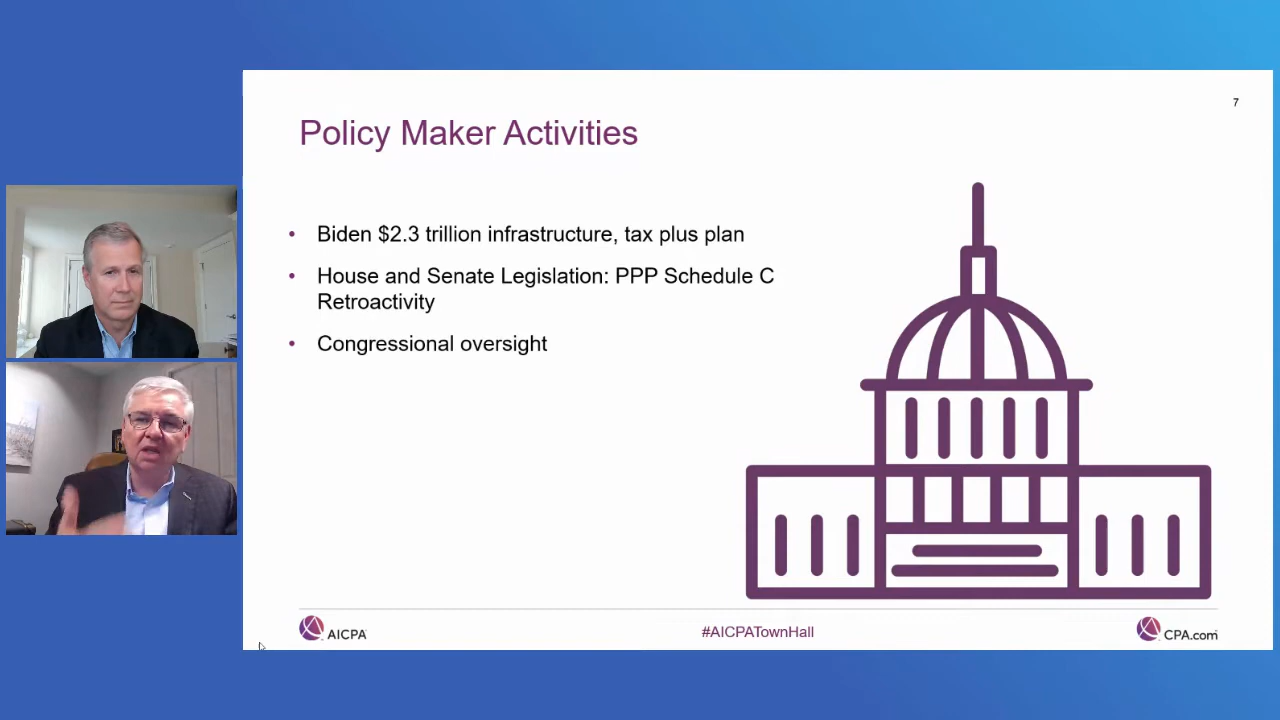 7
Policy Maker Activities
• Biden $2.3 trillion infrastructure, tax plus plan
• House and Senate Legislation: PPP Schedule C
Retroactivity
• Congressional oversight
AICPA
#AICPATownHall
CPA.com